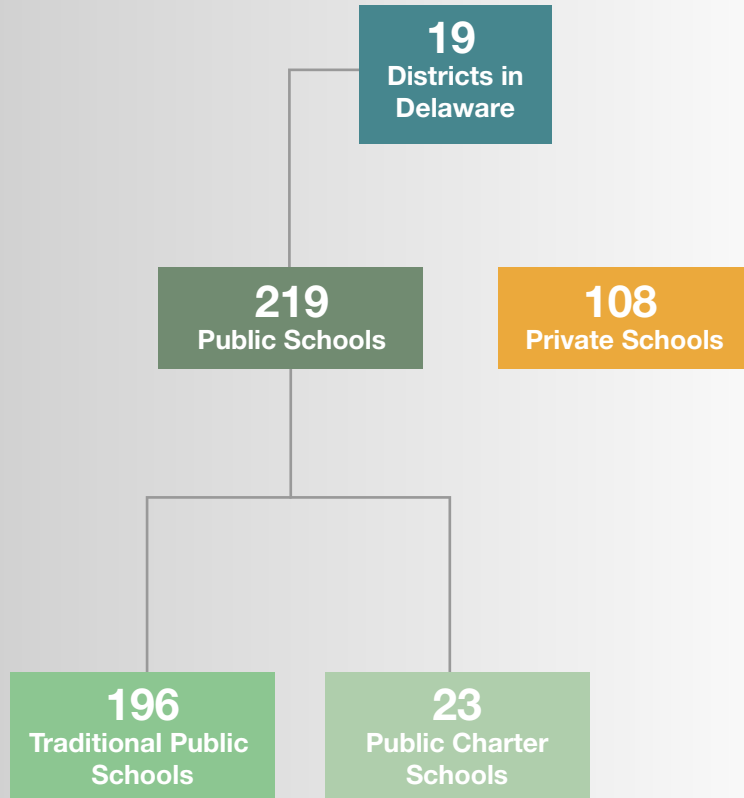 19
Districts in
Delaware
219
Public Schools
108
Private Schools
196
Traditional Public
Schools
23
Public Charter
Schools